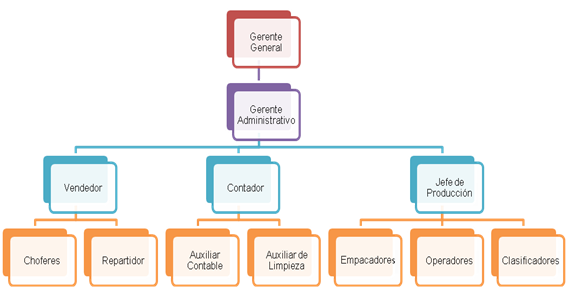 Gerente
General
Gerente
Administrativo
Vendedor
Contador
Jefe de
Producción
Choferes
Repartidor
Auxiliar
Contable
Auxiliar de
Limpieza
Empacadores
Operadores
Clasificadores